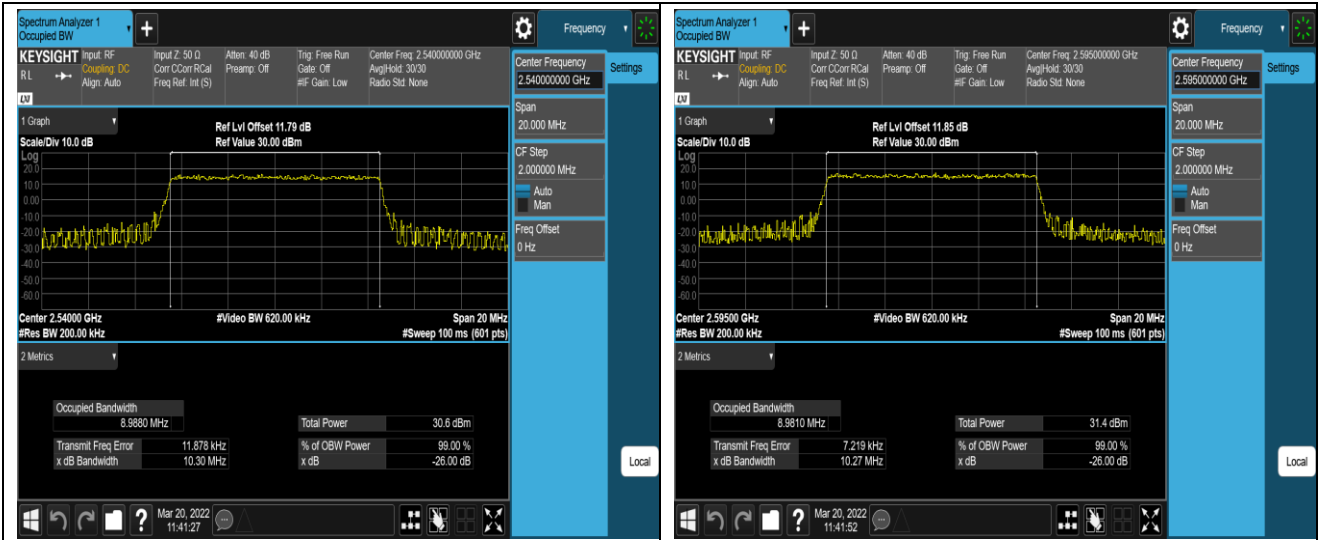 Spectrum Analyzer 1
Occupied BW
+
Frequency
KEYSIGHT Input: RF Input Z: 50 Ω Atten: 40 dB Trig: Free Run Center Freq: 2.540000000 GHz
RL Coupling: DC Corr CCorr RCal Preamp: Off Gate: Off Avg|Hold: 30/30
Align: Auto Freq Ref: Int (S) #IF Gain: Low Radio Std: None
LXI
Center Frequency
2.540000000 GHz
Settings
Span
20.000 MHz
CF Step
2.000000 MHz
Auto
Man
Freq Offset
0 Hz
1 Graph
Ref Lvl Offset 11.79 dB
Scale/Div 10.0 dB Ref Value 30.00 dBm
Log
20.0
10.0
0.00
-10.0
-20.0
-30.0
-40.0
-50.0
-60.0
Center 2.54000 GHz #Video BW 620.00 kHz Span 20 MHz
#Res BW 200.00 kHz #Sweep 100 ms (601 pts)
2 Metrics
Occupied Bandwidth
8.9880 MHz Total Power 30.6 dBm
Transmit Freq Error 11.878 kHz % of OBW Power 99.00 %
x dB Bandwidth 10.30 MHz x dB -26.00 dB
Local
? Mar 20, 2022
11:41:27
Spectrum Analyzer 1
Occupied BW
+
Frequency
KEYSIGHT Input: RF Input Z: 50 Ω Atten: 40 dB Trig: Free Run Center Freq: 2.595000000 GHz
RL Coupling: DC Corr CCorr RCal Preamp: Off Gate: Off Avg|Hold: 30/30
Align: Auto Freq Ref: Int (S) #IF Gain: Low Radio Std: None
LXI
Center Frequency
2.595000000 GHz
Settings
Span
20.000 MHz
CF Step
2.000000 MHz
Auto
Man
Freq Offset
0 Hz
1 Graph
Ref Lvl Offset 11.85 dB
Scale/Div 10.0 dB Ref Value 30.00 dBm
Log
20.0
10.0
0.00
-10.0
-20.0
-30.0
-40.0
-50.0
-60.0
Center 2.59500 GHz #Video BW 620.00 kHz Span 20 MHz
#Res BW 200.00 kHz #Sweep 100 ms (601 pts)
2 Metrics
Occupied Bandwidth
8.9810 MHz Total Power 31.4 dBm
Transmit Freq Error 7.219 kHz % of OBW Power 99.00 %
x dB Bandwidth 10.27 MHz x dB -26.00 dB
Local
? Mar 20, 2022
11:41:52